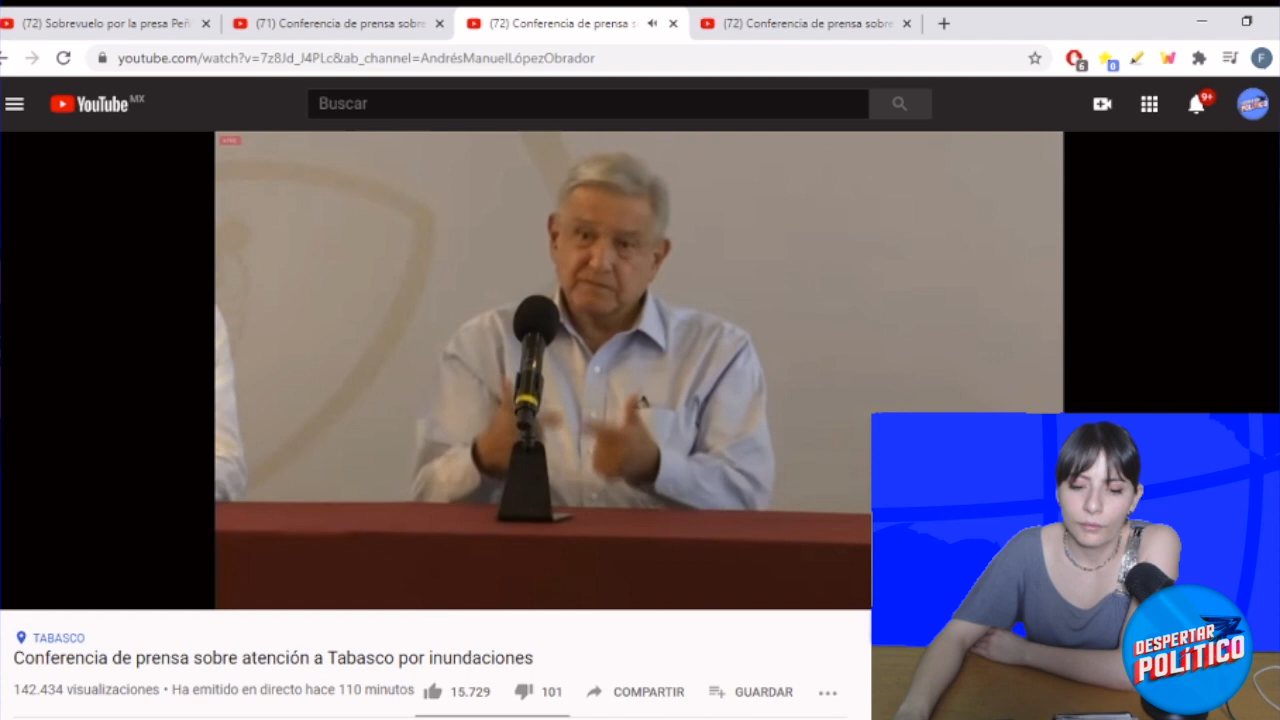 (72) Sobrevuelo por la presa Peñ
(71) Conferencia de prensa sobre
(72) Conferencia de prensa s
(72) Conferencia de prensa sobre
youtube.com/watch?v=7z8Jd_J4PLc&ab_channel=AndrésManuelLópezObrador
6
0
F
YouTube MX
Buscar
9+
TABASCO
Conferencia de prensa sobre atención a Tabasco por inundaciones
142.434 visualizaciones • Ha emitido en directo hace 110 minutos
15.729
101
COMPARTIR
GUARDAR
DESPERTAR
POLÍTICO